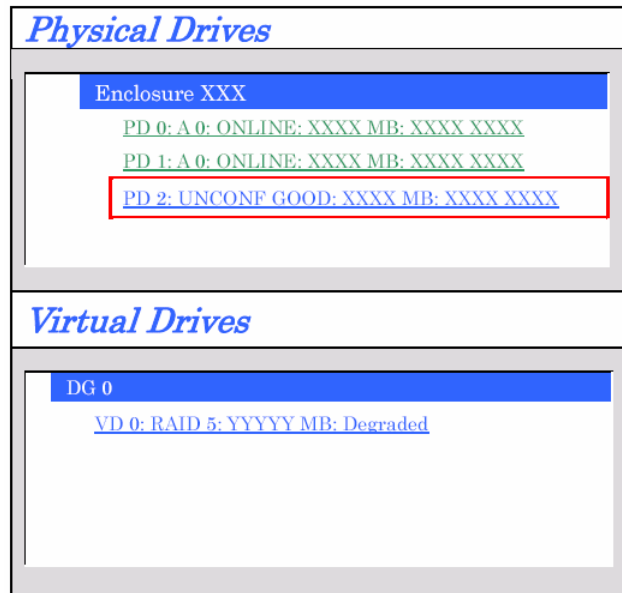 Physical Drives
Enclosure XXX
PD 0: A 0: ONLINE: XXXX MB: XXXX XXXX
PD 1: A 0: ONLINE: XXXX MB: XXXX XXXX
PD 2: UNCONF GOOD: XXXX MB: XXXX XXXX
Virtual Drives
DG 0
VD 0: RAID 5: YYYYY MB: Degraded